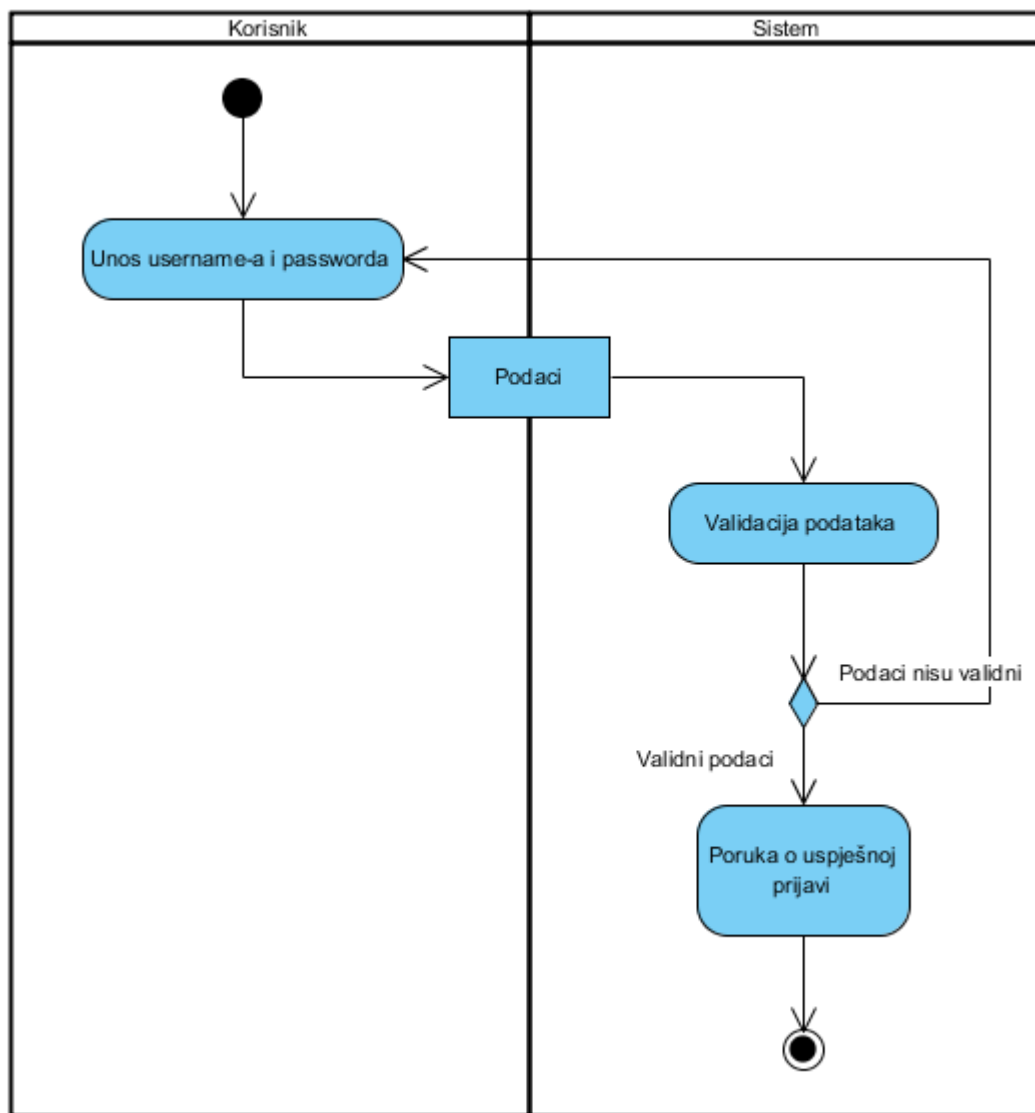 Korisnik
Sistem
Unos username-a i passworda
Podaci
Validacija podataka
Podaci nisu validni
Validni podaci
Poruka o uspješnoj
prijavi